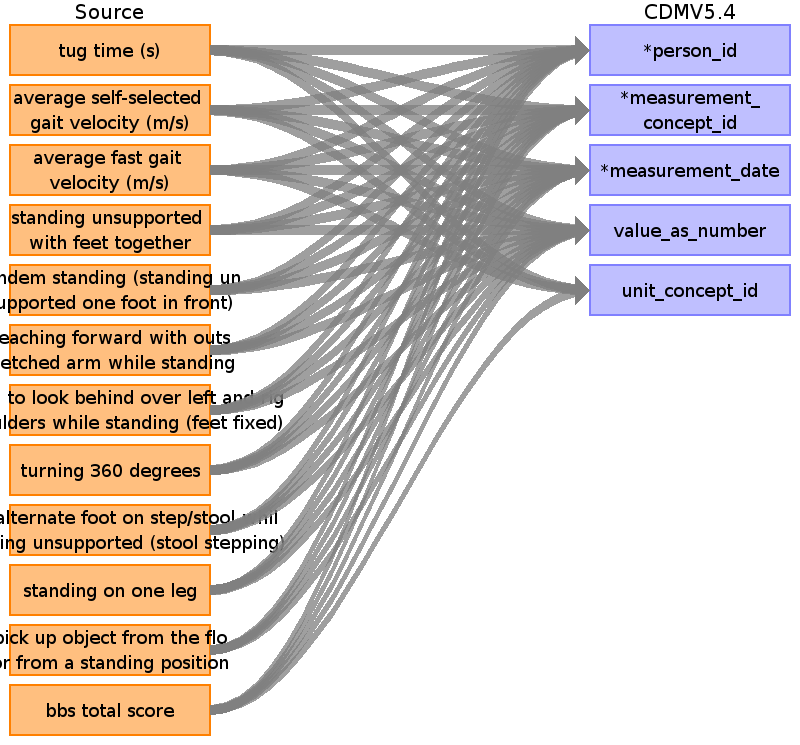 Source
CDMV5.4
tug time (s)
average self-selected
gait velocity (m/s)
average fast gait
velocity (m/s)
standing unsupported
with feet together
ndem standing (standing un
upported one foot in front)
eaching forward with outs
etched arm while standing
to look behind over left and rig
lders while standing (feet fixed)
turning 360 degrees
alternate foot on step/stool whil
ing unsupported (stool stepping)
standing on one leg
pick up object from the flo
or from a standing position
bbs total score
*person_id
*measurement_
concept_id
*measurement_date
value_as_number
unit_concept_id